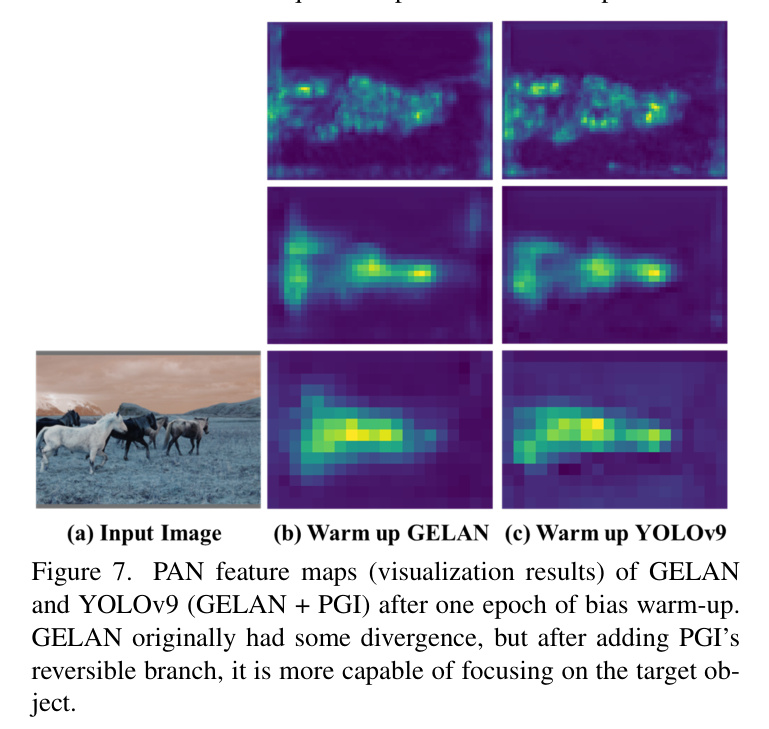 (a) Input Image
(b) Warm up GELAN
(c) Warm up YOLOv9
Figure 7. PAN feature maps (visualization results) of GELAN
and YOLOv9 (GELAN + PGI) after one epoch of bias warm-up.
GELAN originally had some divergence, but after adding PGI's
reversible branch, it is more capable of focusing on the target ob-
ject.